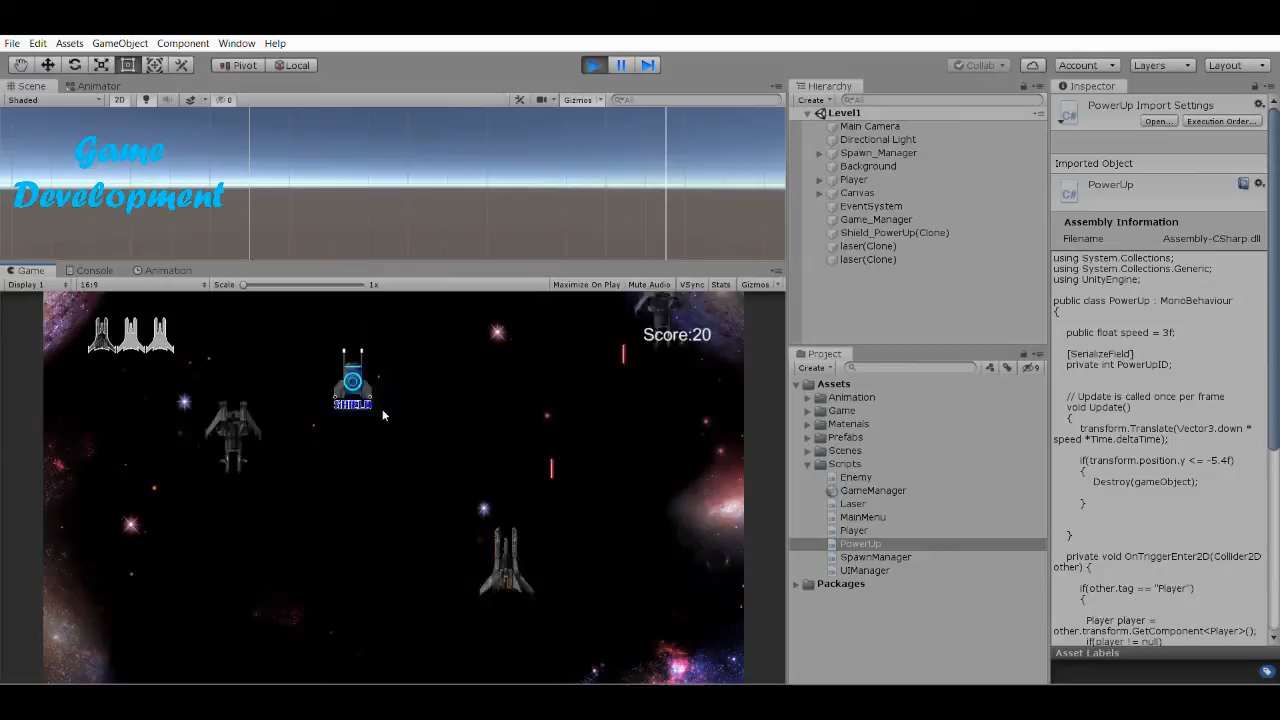 File Edit Assets GameObject Component Window Help
Pivot Local Collab Account Layers Layout
Scene Animator
Shaded 2D 0 Gizmos All
Game
Development
Game Console Animation
Display 1 16:9 Scale 1x Maximize On Play Mute Audio VSync Stats Gizmos
Score:20
SHIELD
Hierarchy
Create All
Level1
Main Camera
Directional Light
Spawn_Manager
Background
Player
Canvas
EventSystem
Game_Manager
Shield_PowerUp(Clone)
laser(Clone)
laser(Clone)
Project
Create 9
Assets
Animation
Game
Materials
Prefabs
Scenes
Scripts
Enemy
GameManager
Laser
MainMenu
Player
PowerUp
SpawnManager
UIManager
Packages
Inspector
PowerUp Import Settings
Open... Execution Order...
Imported Object
PowerUp
Assembly Information
Filename Assembly-CSharp.dll
using System.Collections;
using System.Collections.Generic;
using UnityEngine;
public class PowerUp : MonoBehaviour
{
public float speed = 3f;
[SerializeField]
private int PowerUpID;
// Update is called once per frame
void Update()
{
transform.Translate(Vector3.down *
speed *Time.deltaTime);
if(transform.position.y <= -5.4f)
{
Destroy(gameObject);
}
}
private void OnTriggerEnter2D(Collider2D
other) {
if(other.tag == "Player")
{
Player player =
other.transform.GetComponent<Player>();
if(player != null)
Asset Labels